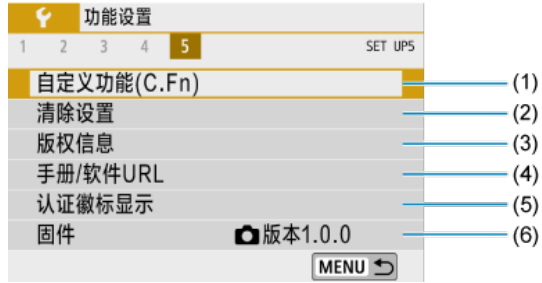 功能设置
1 2 3 4 5 SET UP5
自定义功能(C.Fn) (1)
清除设置 (2)
版权信息 (3)
手册/软件URL (4)
认证徽标显示 (5)
固件 版本1.0.0 (6)
MENU